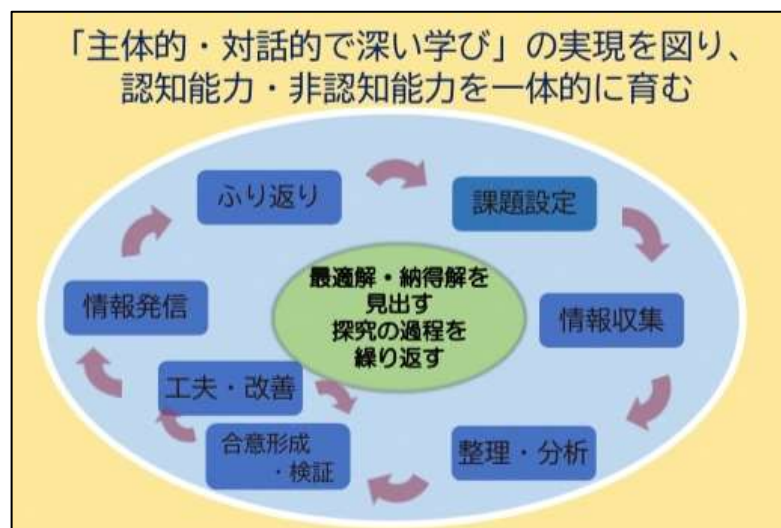 「主体的・対話的で深い学び」の実現を図り、
認知能力・非認知能力を一体的に育む
ふり返り
課題設定
最適解・納得解を
見出す
探究の過程を
繰り返す
情報発信
情報収集
工夫・改善
合意形成
・検証
整理・分析